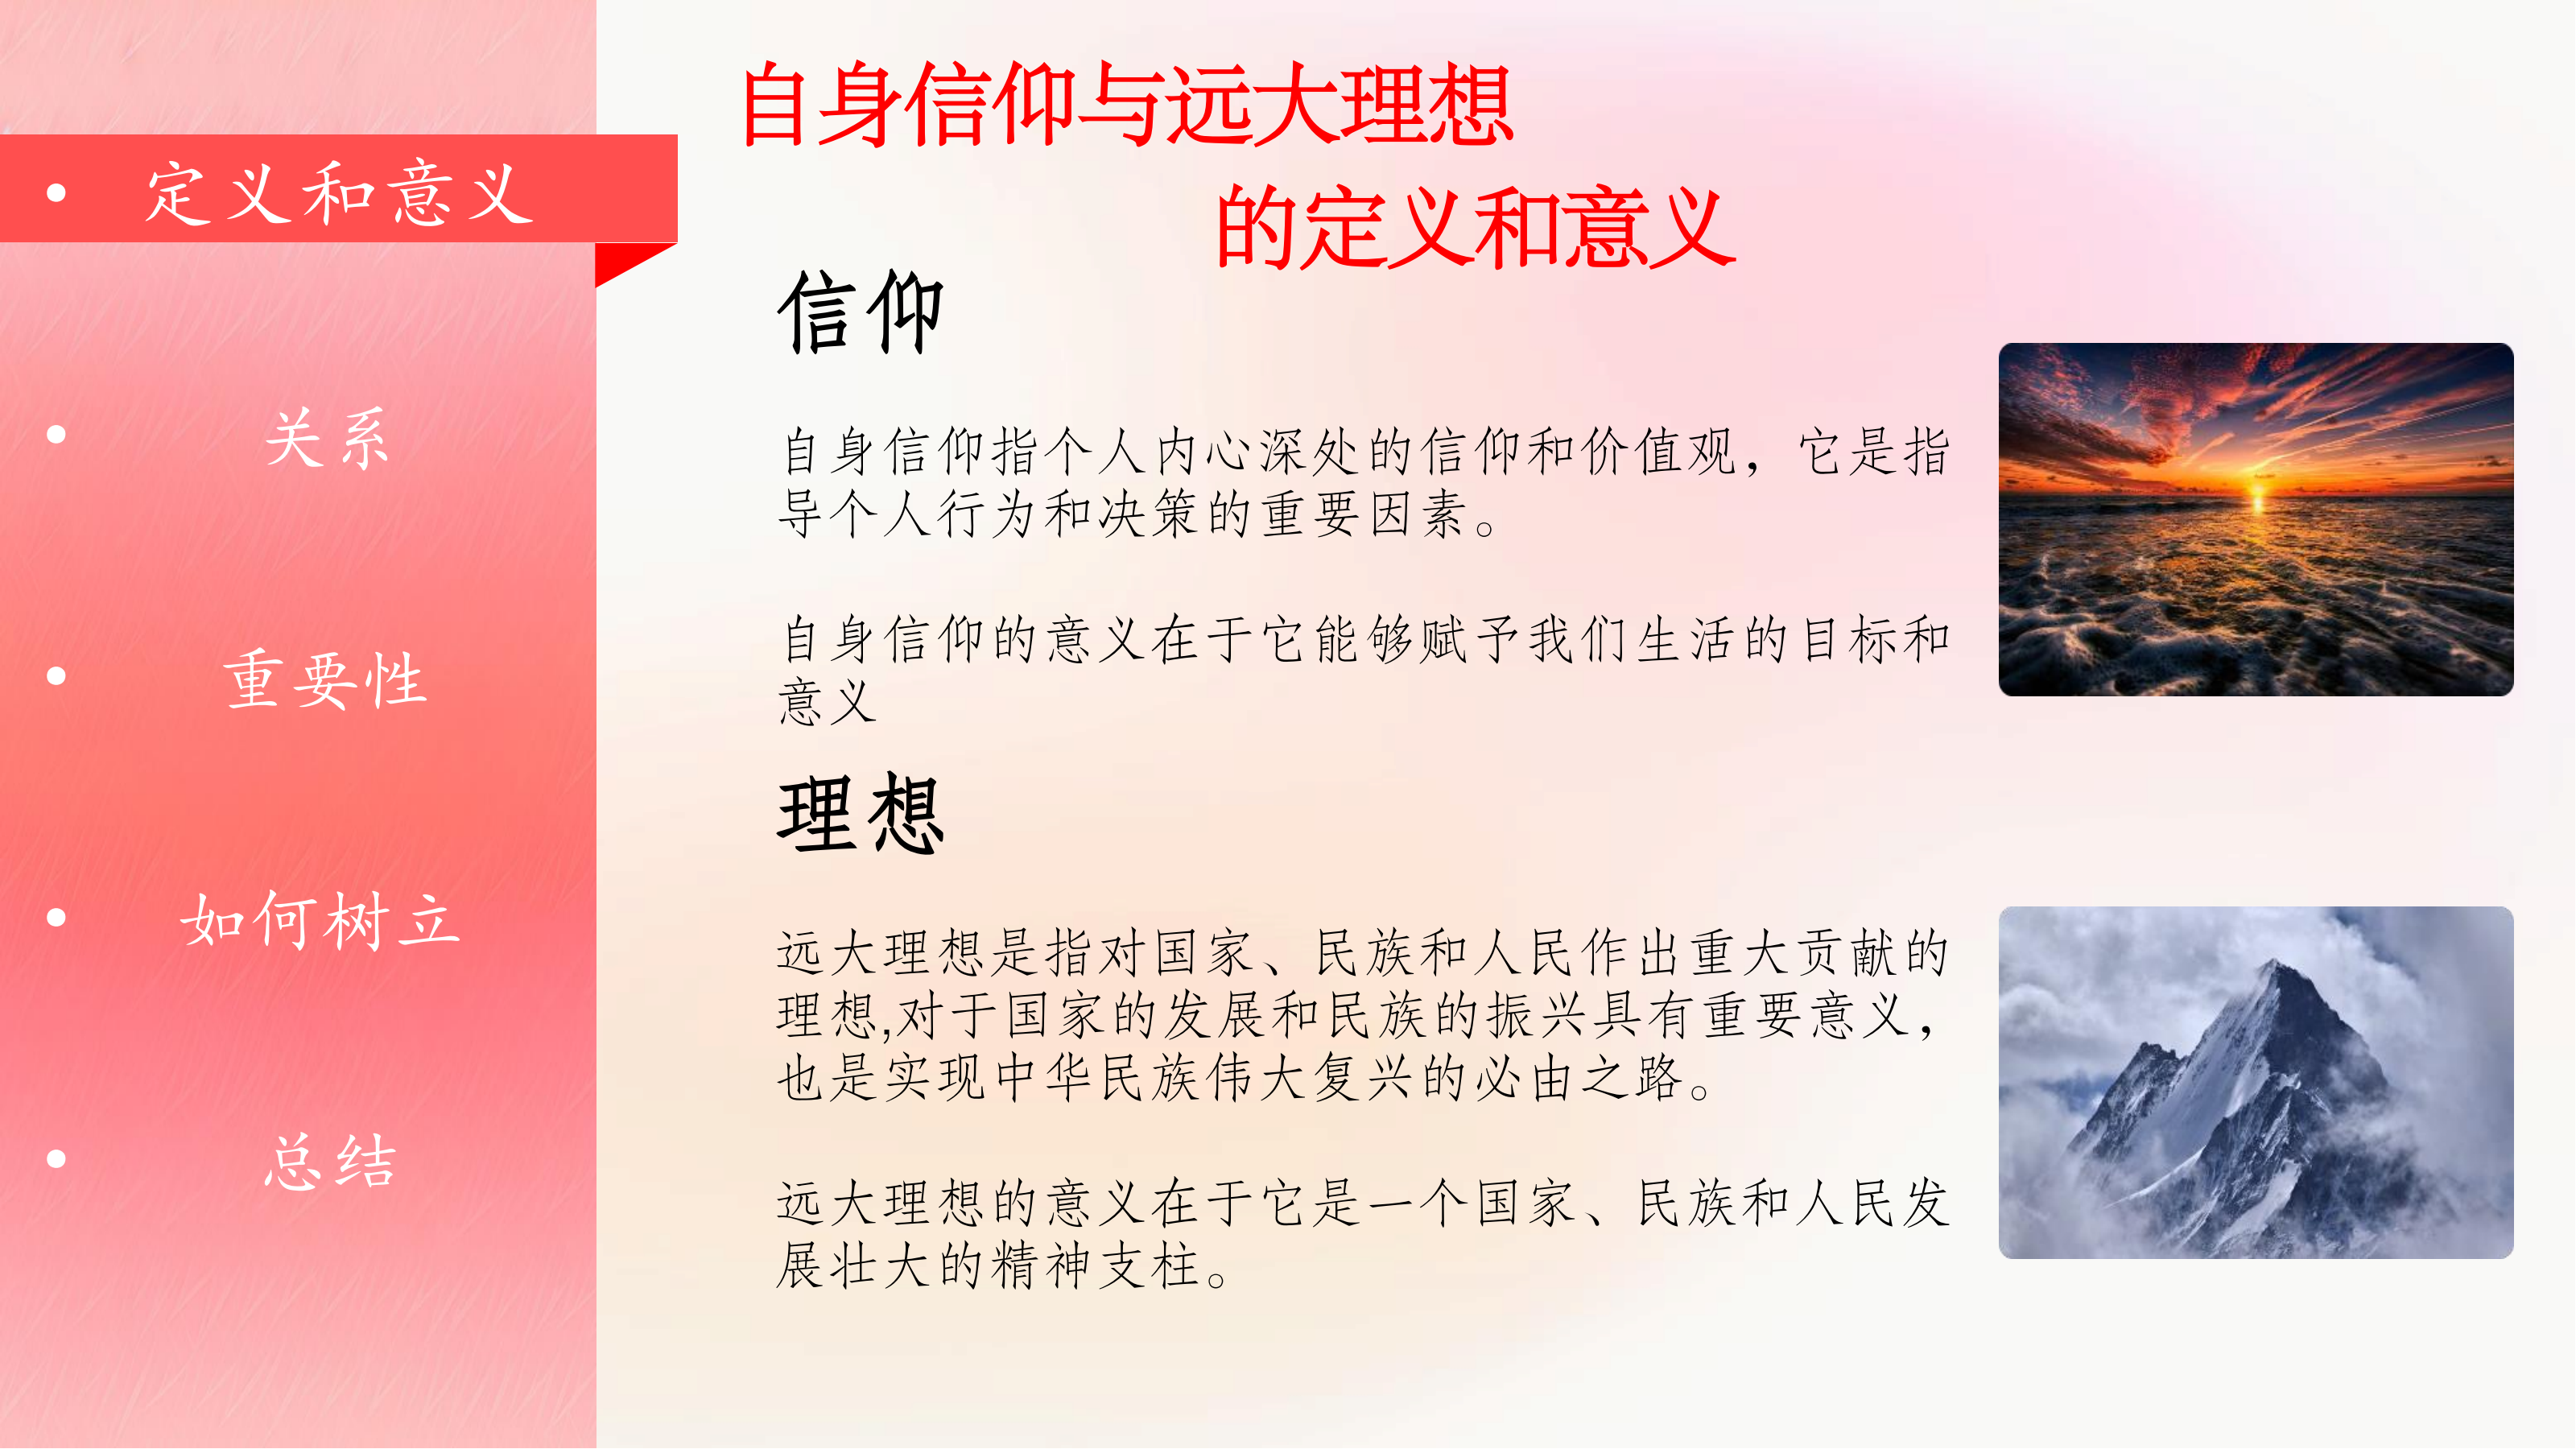 • 定义和意义
• 关系
• 重要性
• 如何树立
• 总结
自身信仰与远大理想
的定义和意义
信仰
自身信仰指个人内心深处的信仰和价值观，它是指
导个人行为和决策的重要因素。
自身信仰的意义在于它能够赋予我们生活的目标和
意义
理想
远大理想是指对国家、民族和人民作出重大贡献的
理想,对于国家的发展和民族的振兴具有重要意义，
也是实现中华民族伟大复兴的必由之路。
远大理想的意义在于它是一个国家、民族和人民发
展壮大的精神支柱。